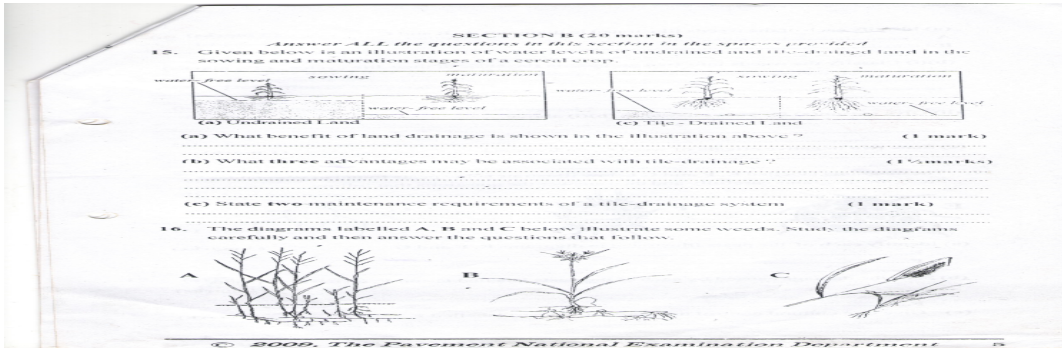 SECTION B (20 marks)
Answer ALL the questions in this section in the spaces provided
15. Given below is an illustration of water levels of undrained and tile-drained land in the
sowing and maturation stages of a cereal crop.
water-free level sowing maturation
water-free level
water-free level sowing maturation
water-free level
(a) Undrained Land
(c) Tile - Drained Land
(a) What benefit of land drainage is shown in the illustration above ? (1 mark)
(b) What three advantages may be associated with tile-drainage ? (1½marks)
(c) State two maintenance requirements of a tile-drainage system (1 mark)
16. The diagrams labelled A, B and C below illustrate some weeds. Study the diagrams
carefully and then answer the questions that follow.
A B C
© 2009, The Pavement National Examination Department 5